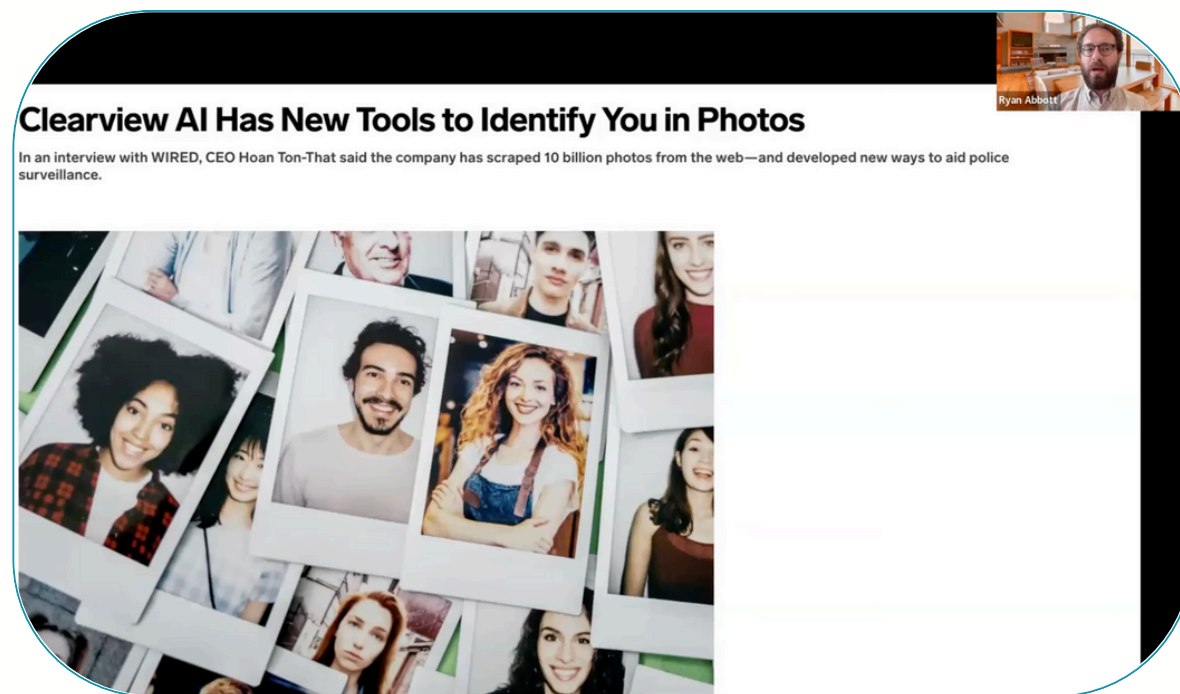 Ryan Abbott
Clearview AI Has New Tools to Identify You in Photos
In an interview with WIRED, CEO Hoan Ton-That said the company has scraped 10 billion photos from the web—and developed new ways to aid police
surveillance.